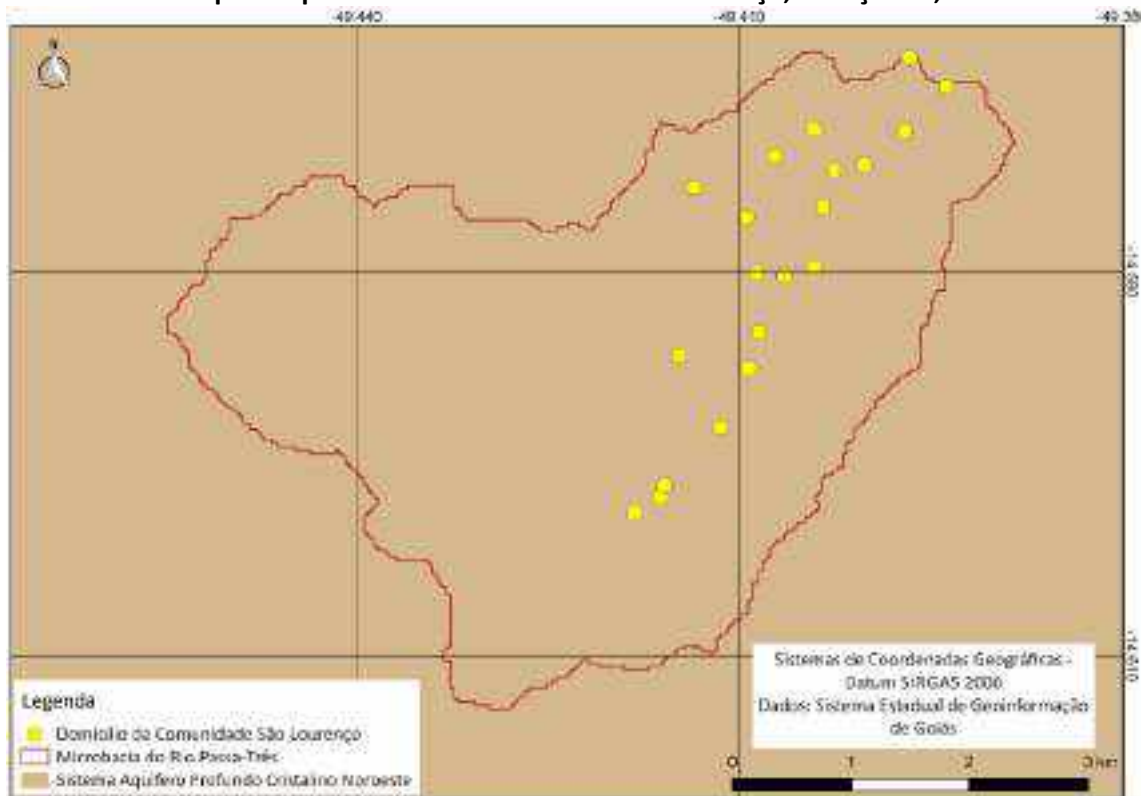 -49.440
-49.410
N
Legenda
Domicílio da Comunidade São Lourenço
Microbacia do Rio Passa-Três
Sistema Aquífero Profundo Cristalino Noroeste
Sistemas de Coordenadas Geográficas -
Datum SIRGAS 2000
Dados: Sistema Estadual de Geoinformação
de Goiás
0 1 2 3 km